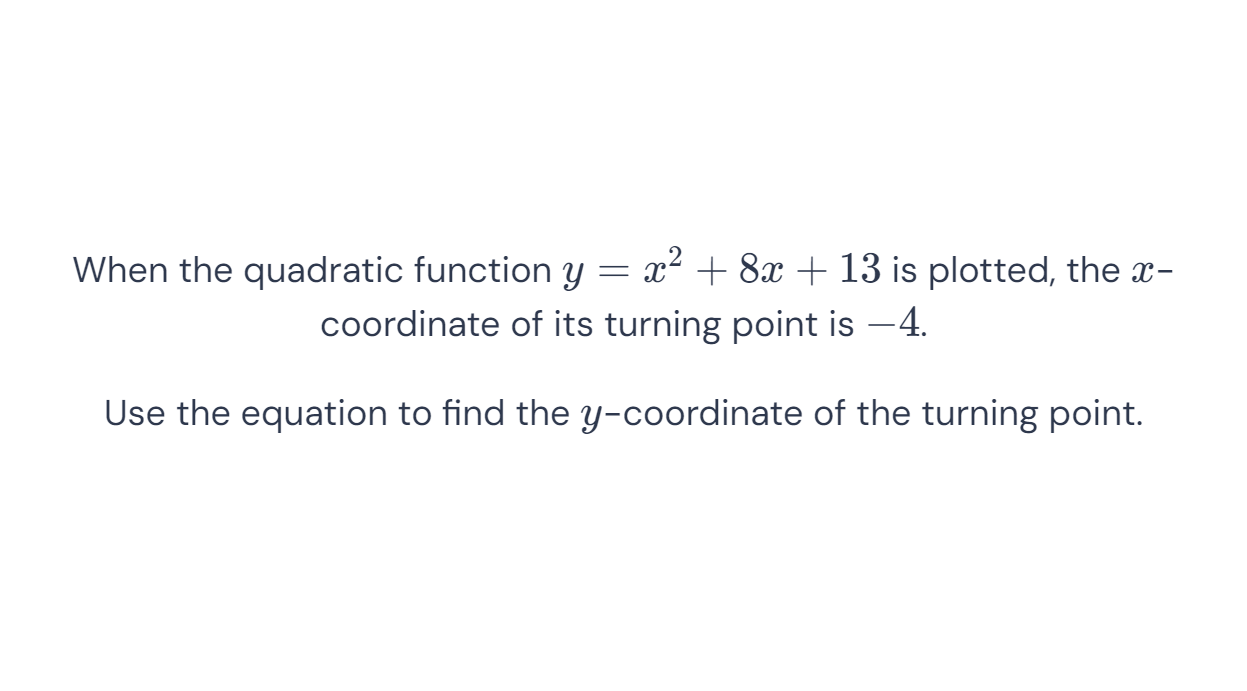 When the quadratic function y = x² + 8x + 13 is plotted, the x-
coordinate of its turning point is −4.
Use the equation to find the y-coordinate of the turning point.